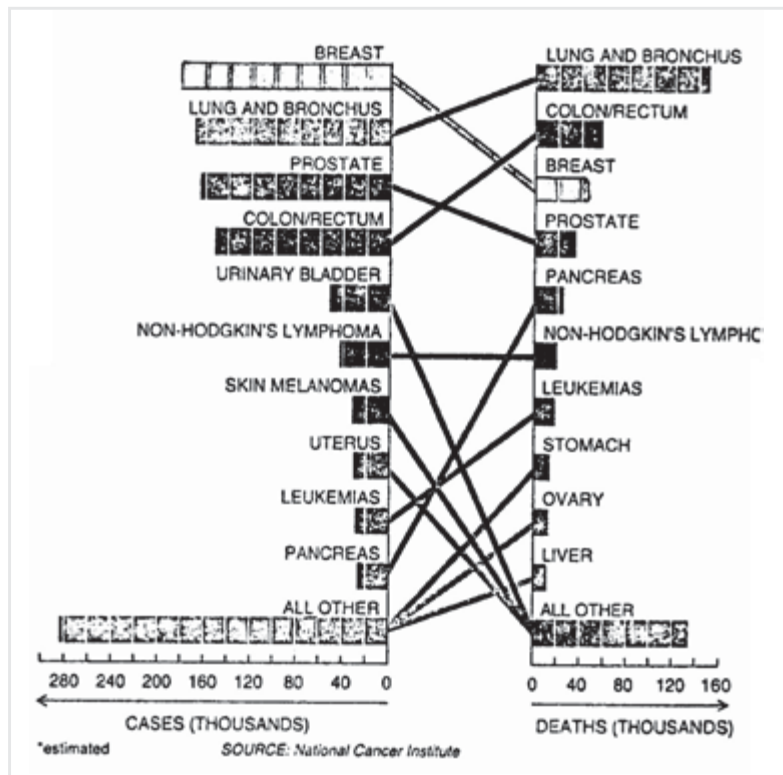 BREAST
LUNG AND BRONCHUS
PROSTATE
COLON/RECTUM
URINARY BLADDER
NON-HODGKIN'S LYMPHOMA
SKIN MELANOMAS
UTERUS
LEUKEMIAS
PANCREAS
ALL OTHER
280 240 200 160 120 80 40 0
CASES (THOUSANDS)
LUNG AND BRONCHUS
COLON/RECTUM
BREAST
PROSTATE
PANCREAS
NON-HODGKIN'S LYMPHO
LEUKEMIAS
STOMACH
OVARY
LIVER
ALL OTHER
0 40 80 120 160
DEATHS (THOUSANDS)
*estimated
SOURCE: National Cancer Institute